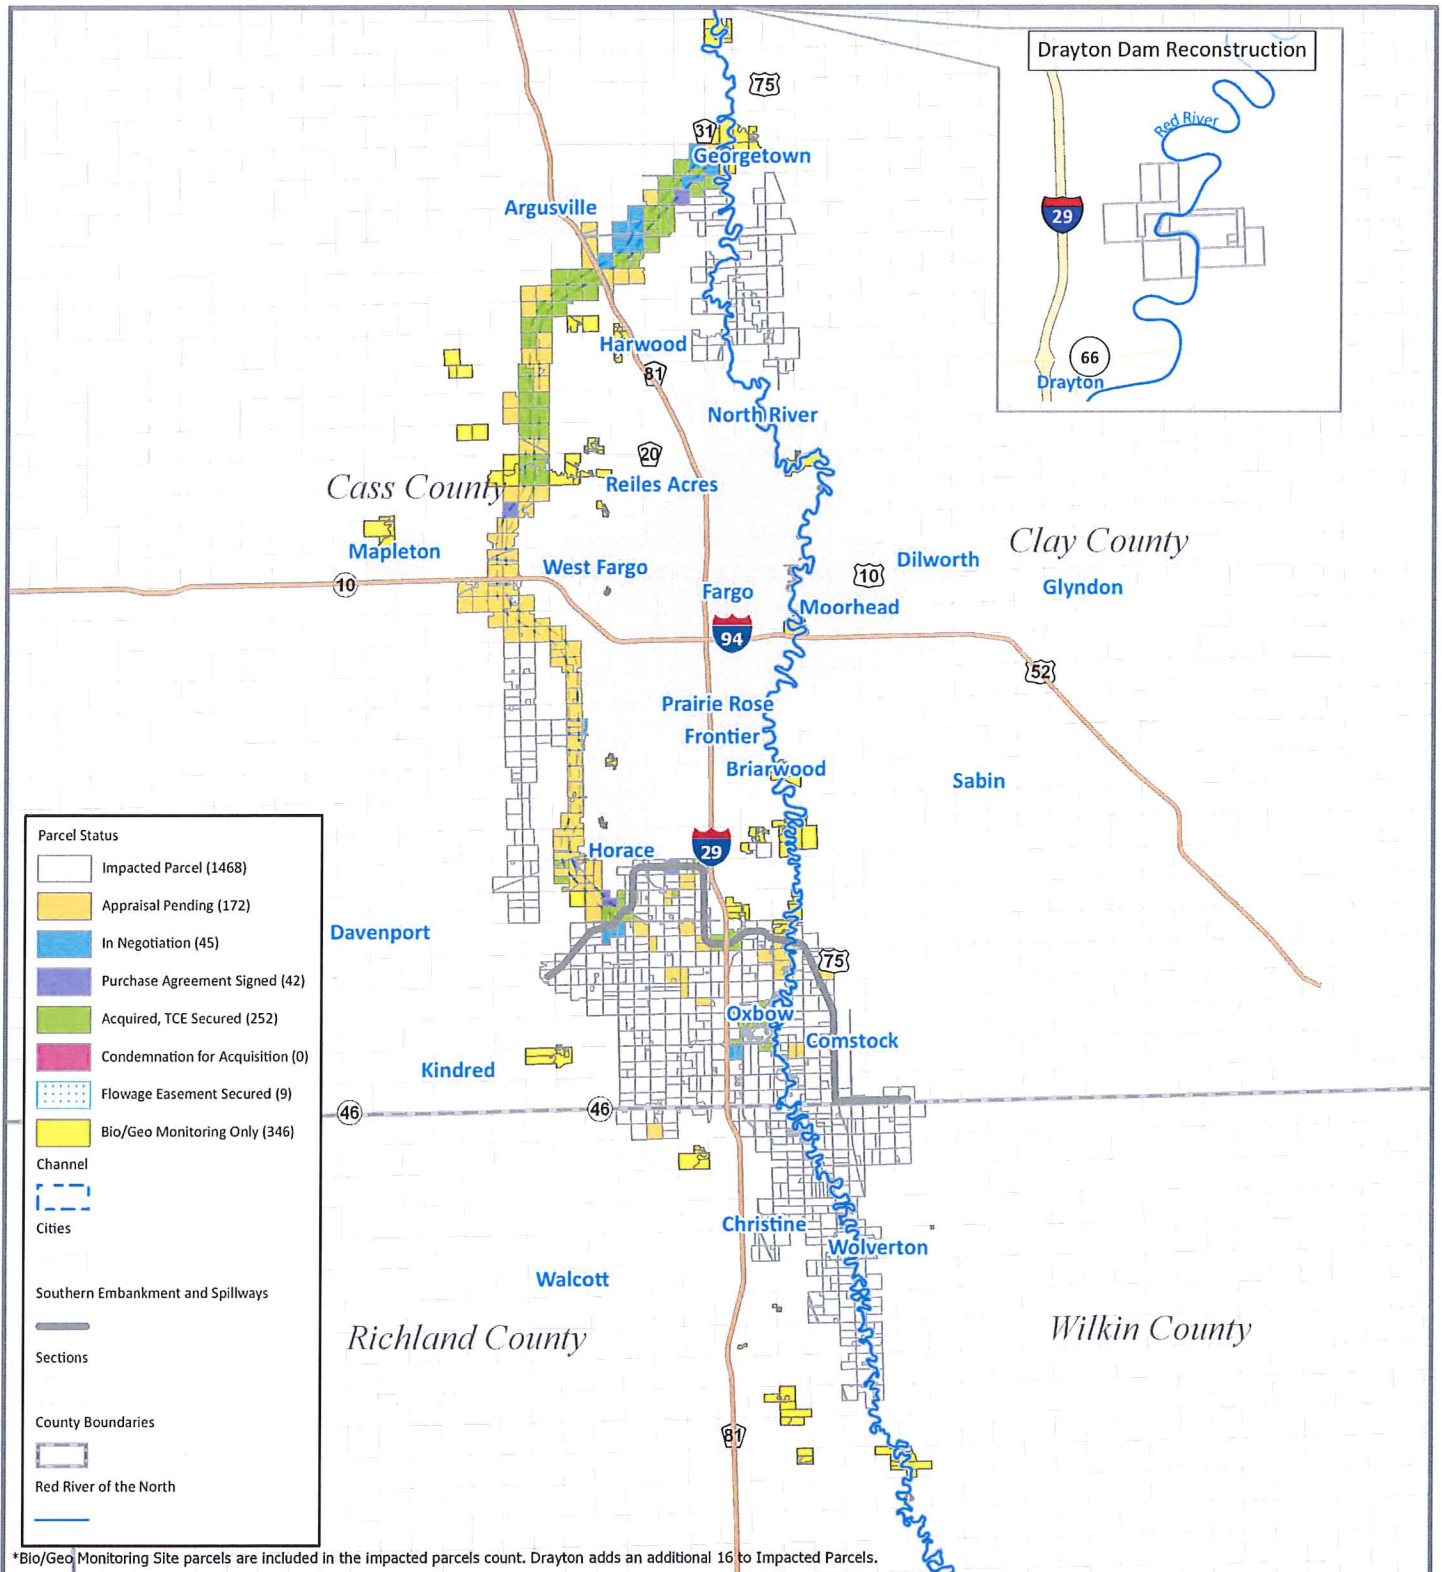 Drayton Dam Reconstruction
Red River
29
66
Drayton
75
31
Georgetown
Argusville
Harwood
81
North River
20
Reiles Acres
Cass County
Mapleton
Clay County
Dilworth
10
Glyndon
West Fargo
10
Fargo
Moorhead
94
52
Prairie Rose
Frontier
Briarwood
Sabin
Horace
29
Davenport
75
Oxbow
Comstock
Kindred
46
46
Christine
Wolverton
Walcott
Richland County
Wilkin County
81
Parcel Status
Impacted Parcel (1468)
Appraisal Pending (172)
In Negotiation (45)
Purchase Agreement Signed (42)
Acquired, TCE Secured (252)
Condemnation for Acquisition (0)
Flowage Easement Secured (9)
Bio/Geo Monitoring Only (346)
Channel
Cities
Southern Embankment and Spillways
Sections
County Boundaries
Red River of the North
*Bio/Geo Monitoring Site parcels are included in the impacted parcels count. Drayton adds an additional 16 to Impacted Parcels.